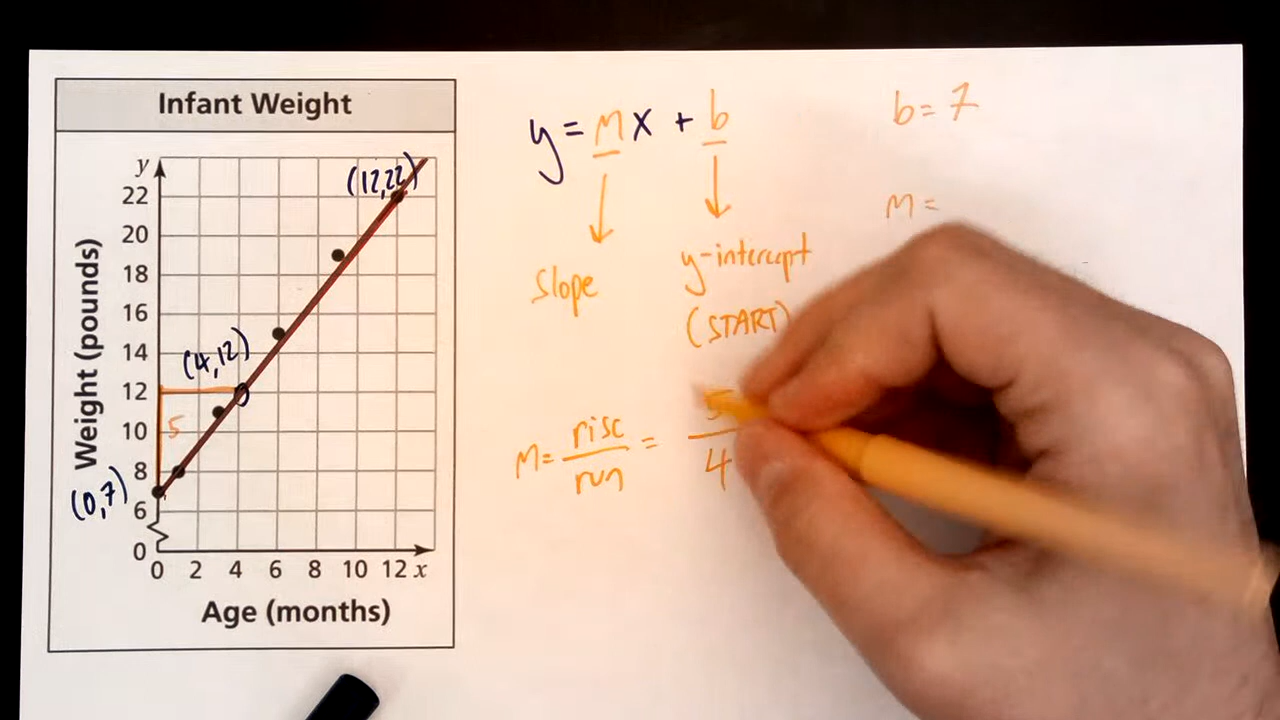 Infant Weight
y
22
20
18
16
14
12
10
8
6
0
0 2 4 6 8 10 12 x
Weight (pounds)
Age (months)
(12,22)
(4,12)
(0,7)
5
y = mx + b
slope
y-intercept
(START)
b = 7
m =
m = rise
run
= 5
4